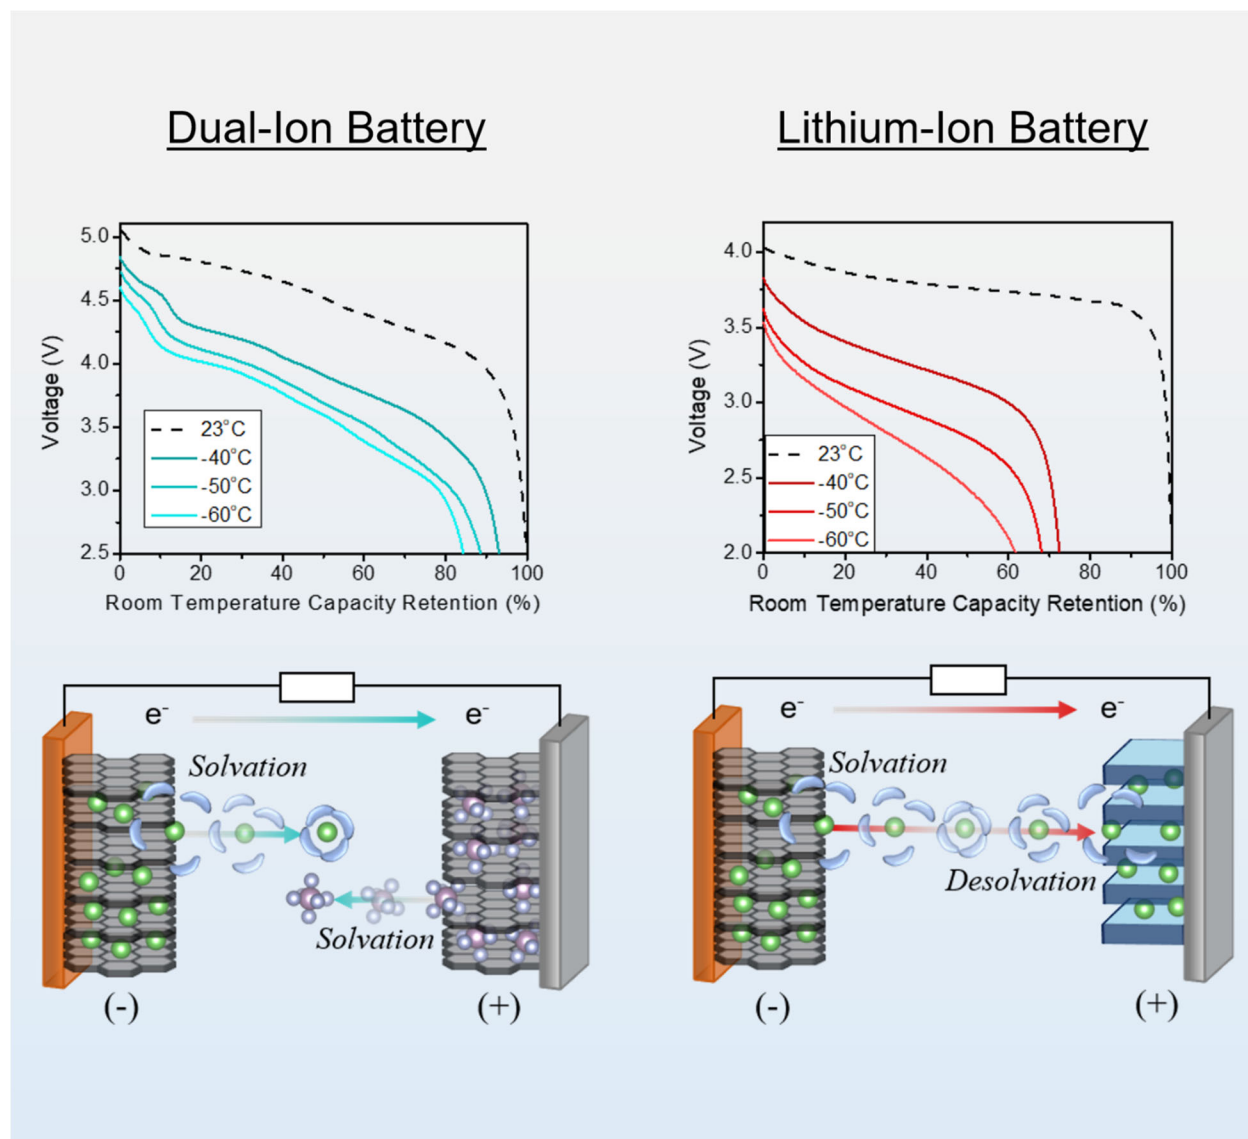 Dual-Ion Battery
Lithium-Ion Battery
5.0
4.5
4.0
3.5
3.0
2.5
Voltage (V)
23°C
-40°C
-50°C
-60°C
0 20 40 60 80 100
Room Temperature Capacity Retention (%)
4.0
3.5
3.0
2.5
2.0
Voltage (V)
23°C
-40°C
-50°C
-60°C
0 20 40 60 80 100
Room Temperature Capacity Retention (%)
e- e-
Solvation
Solvation
(-) (+)
e- e-
Solvation
Desolvation
(-) (+)